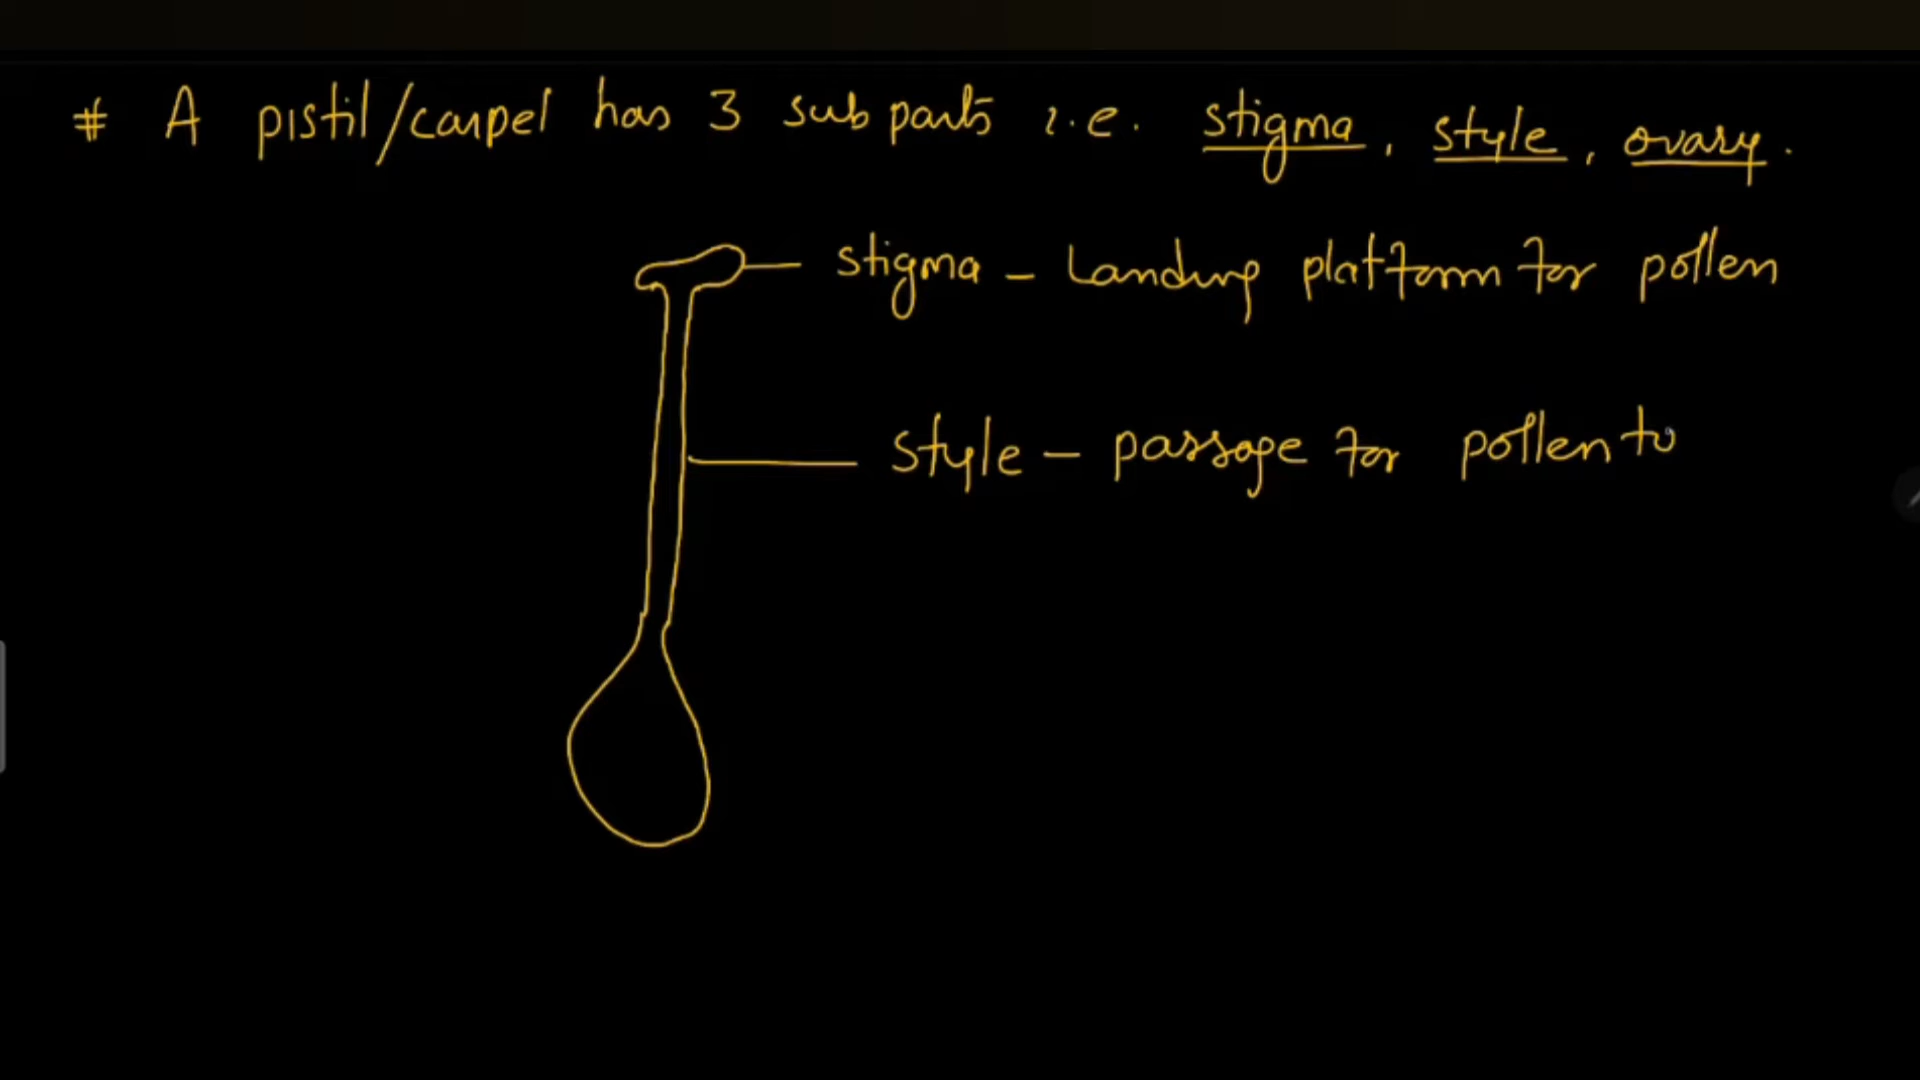 # A pistil/carpel has 3 sub parts i.e. stigma, style, ovary.
stigma - Landing platform for pollen
style - passage for pollen to